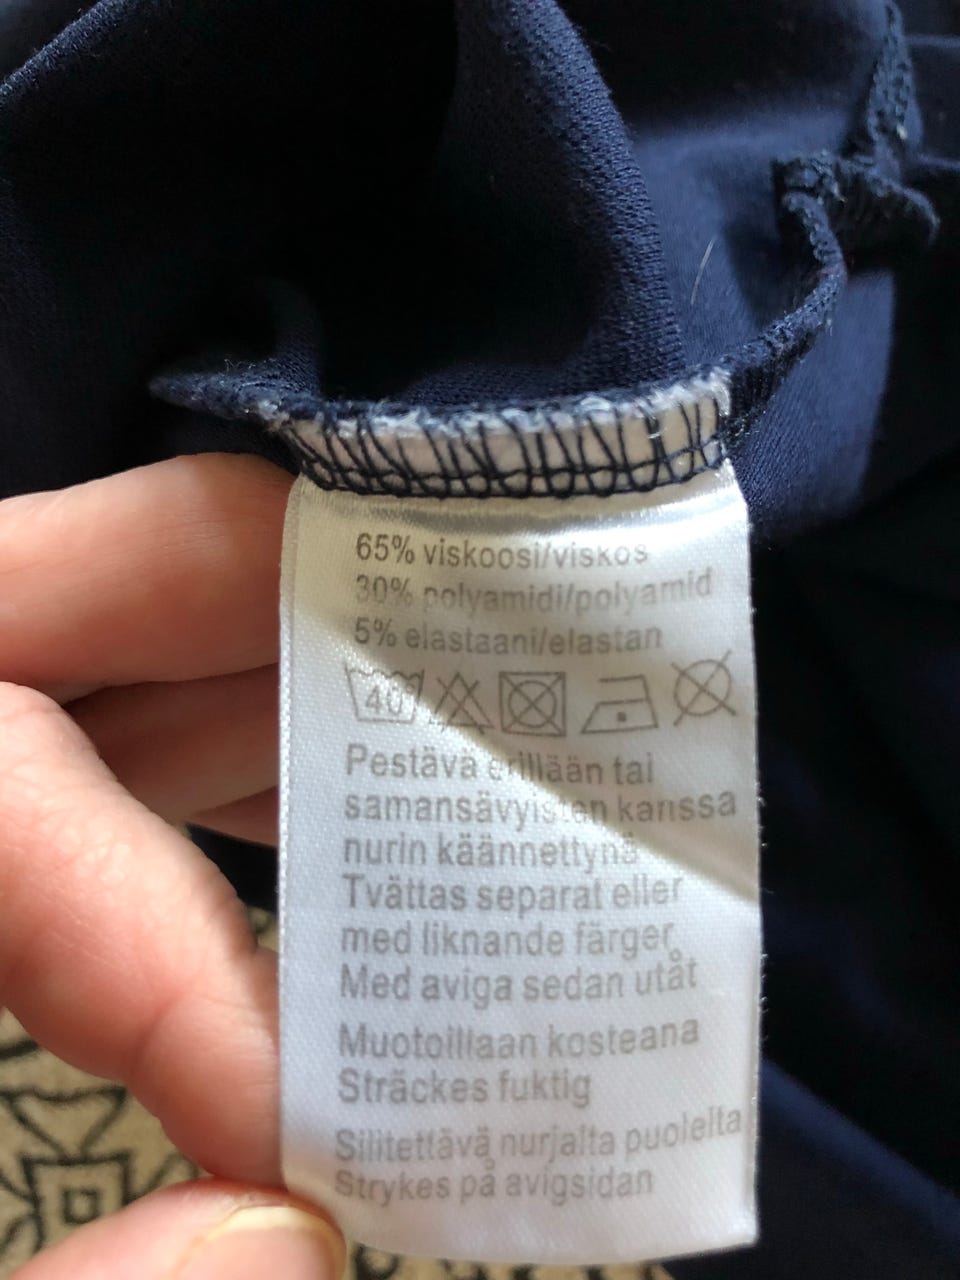 65% viskoosi/viskos
30% polyamidi/polyamid
5% elastaani/elastan
40
Pestävä erillään tai
samansävyisten kanssa
nurin käännettynä
Tvättas separat eller
med liknande färger
Med aviga sedan utåt
Muotoillaan kosteana
Sträckes fuktig
Silitettävä nurjalta puolelta
Strykes på avigsidan